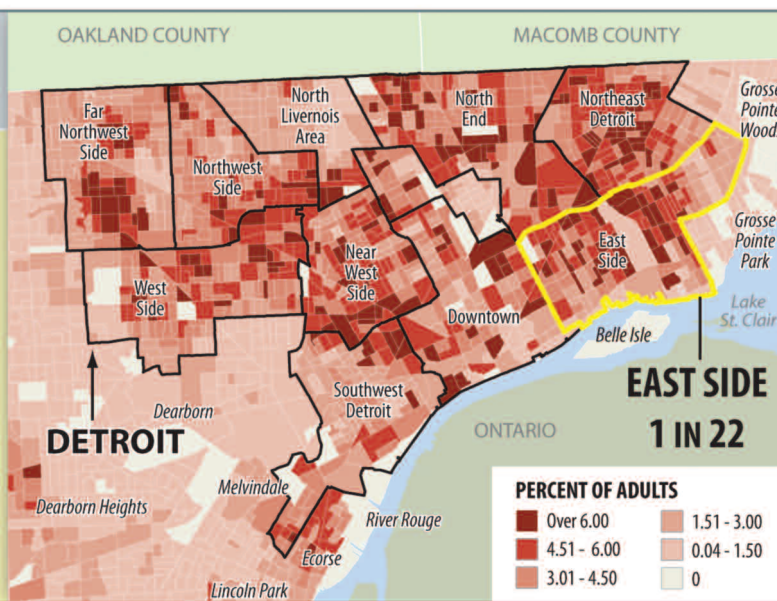 OAKLAND COUNTY
MACOMB COUNTY
Far
Northwest
Side
North
Livernois
Area
North
End
Northeast
Detroit
Grosse
Pointe
Woods
Northwest
Side
Near
West
Side
East
Side
Grosse
Pointe
Park
West
Side
Downtown
Belle Isle
Lake
St. Clair
Southwest
Detroit
EAST SIDE
1 IN 22
DETROIT
Dearborn
ONTARIO
Dearborn Heights
Melvindale
River Rouge
Ecorse
Lincoln Park
PERCENT OF ADULTS
Over 6.00
4.51 - 6.00
3.01 - 4.50
1.51 - 3.00
0.04 - 1.50
0